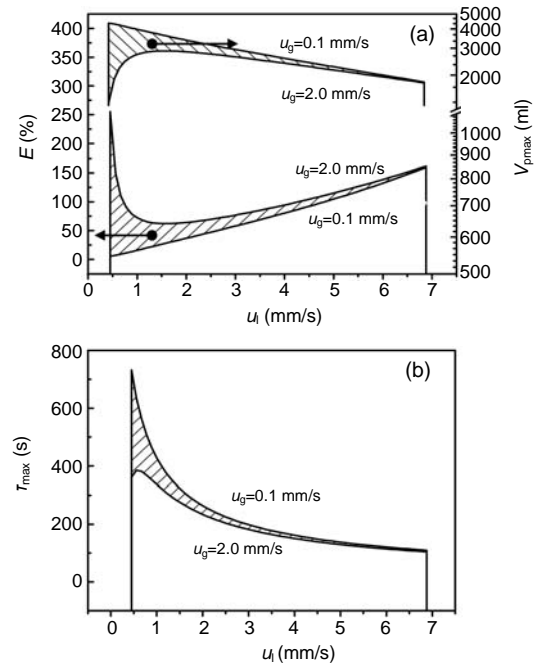 (a)
400
350
300
250
200
150
100
50
0
E (%)
5000
4000
3000
2000
1000
900
800
700
600
500
Vpmax (ml)
ug=0.1 mm/s
ug=2.0 mm/s
ug=2.0 mm/s
ug=0.1 mm/s
0 1 2 3 4 5 6 7 8
ul (mm/s)
(b)
800
600
400
200
0
τmax (s)
ug=0.1 mm/s
ug=2.0 mm/s
0 1 2 3 4 5 6 7
ul (mm/s)